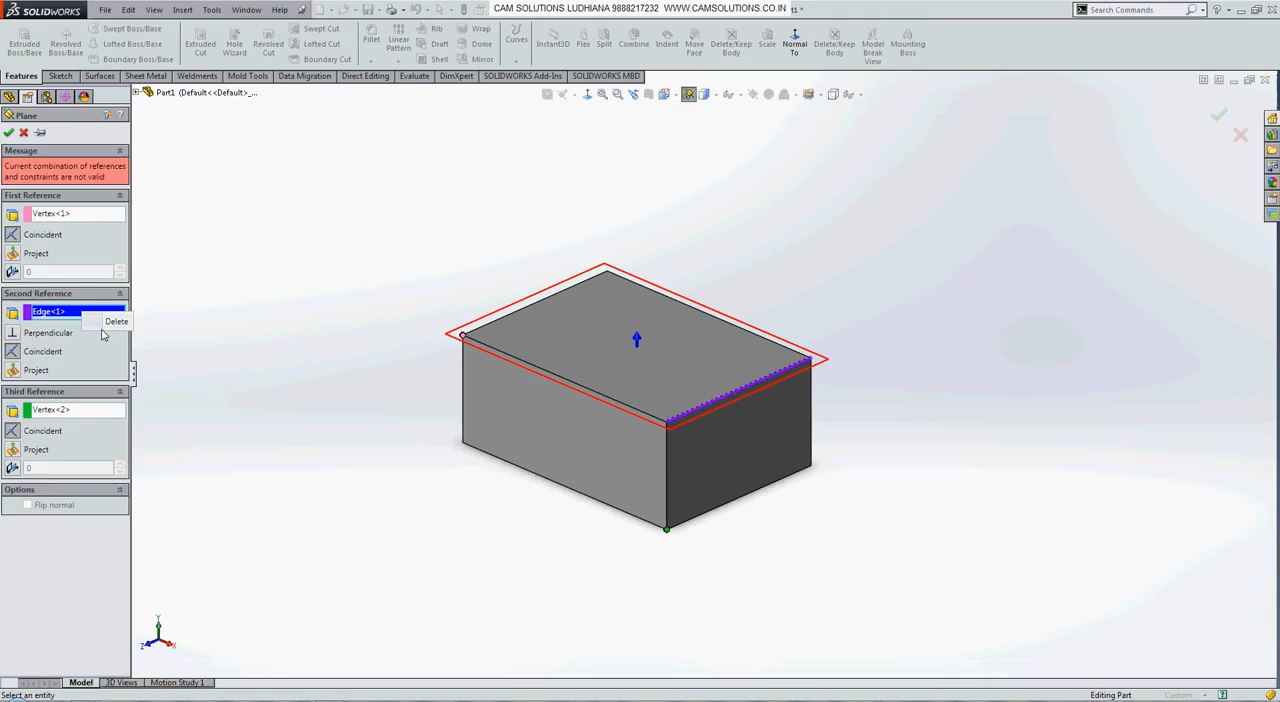 SOLIDWORKS File Edit View Insert Tools Window Help CAM SOLUTIONS LUDHIANA 9888217232 WWW.CAMSOLUTIONS.CO.IN Search Commands
Extruded Boss/Base
Revolved Boss/Base
Swept Boss/Base
Lofted Boss/Base
Boundary Boss/Base
Extruded Cut
Hole Wizard
Revolved Cut
Swept Cut
Lofted Cut
Boundary Cut
Fillet
Linear Pattern
Rib
Draft
Shell
Wrap
Dome
Mirror
Curves
Instant3D
Flex
Split
Combine
Indent
Move Face
Delete/Keep Body
Scale
Normal To
Delete/Keep Body
Model Break View
Mounting Boss
Features Sketch Surfaces Sheet Metal Weldments Mold Tools Data Migration Direct Editing Evaluate DimXpert SOLIDWORKS Add-Ins SOLIDWORKS MBD
Part1 (Default<<Default>_...
Plane
Message
Current combination of references
and constraints are not valid
First Reference
Vertex<1>
Coincident
Project
0
Second Reference
Edge<1>
Delete
Perpendicular
Coincident
Project
Third Reference
Vertex<2>
Coincident
Project
0
Options
Flip normal
Y
Z X
Model 3D Views Motion Study 1
Select an entity Editing Part Custom